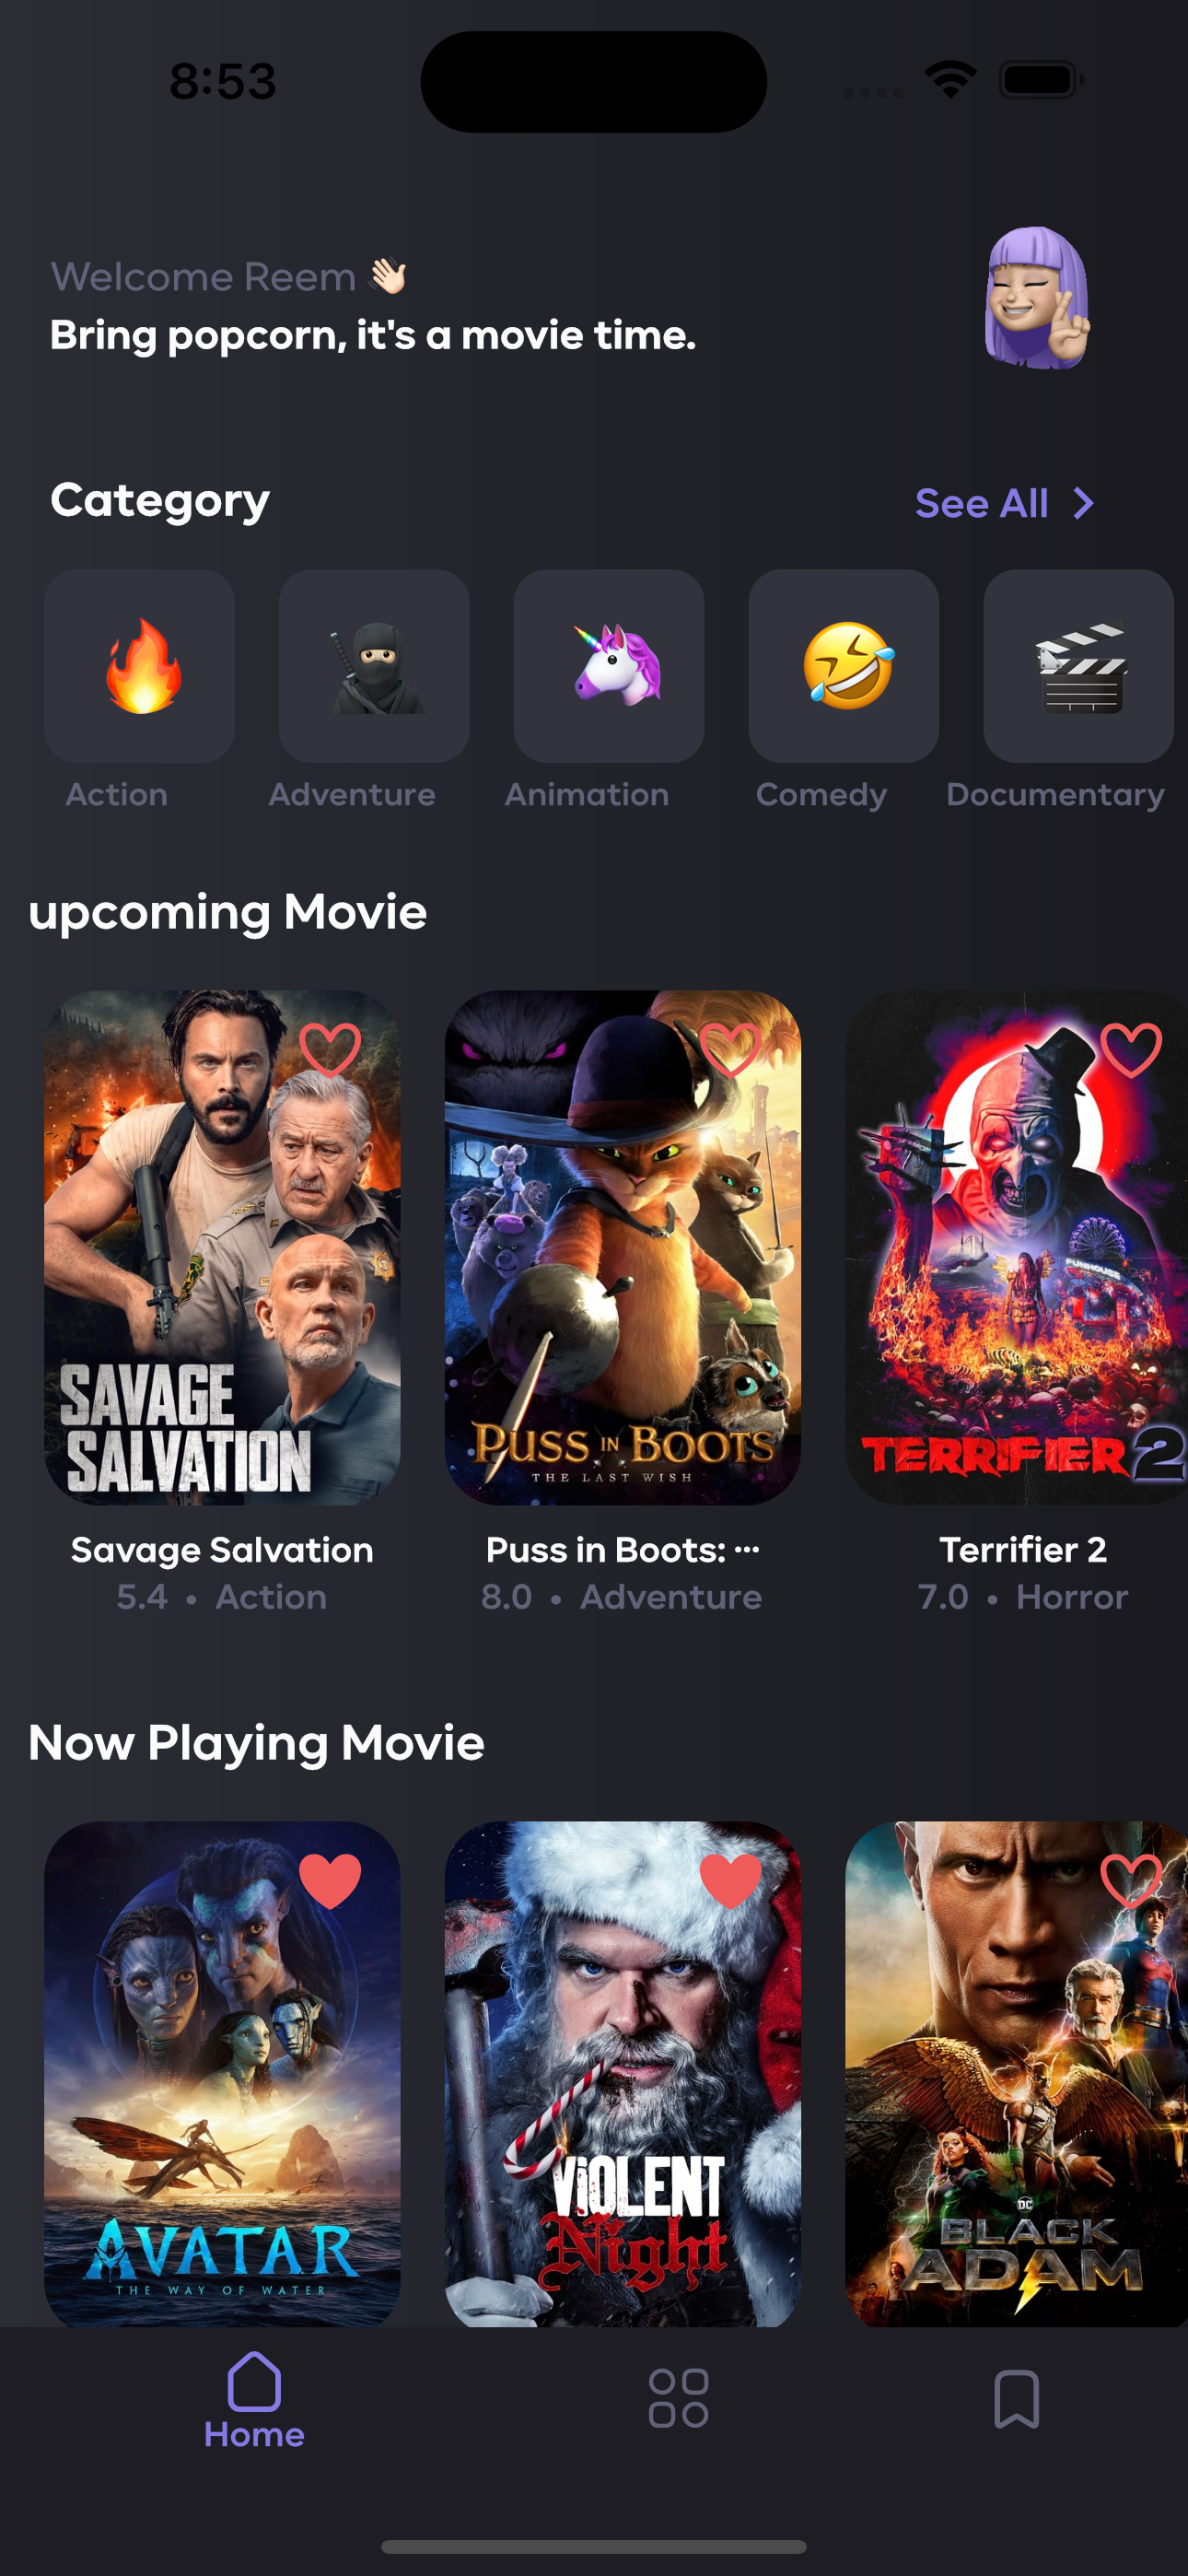 8:53
Welcome Reem 👋🏻
Bring popcorn, it's a movie time.
Category
See All
Action
Adventure
Animation
Comedy
Documentary
upcoming Movie
SAVAGE
SALVATION
PUSS IN BOOTS
THE LAST WISH
FUNHOUSE
TERRIFIER 2
Savage Salvation
5.4 • Action
Puss in Boots: ...
8.0 • Adventure
Terrifier 2
7.0 • Horror
Now Playing Movie
AVATAR
THE WAY OF WATER
VIOLENT
Night
DC
BLACK
ADAM
Home